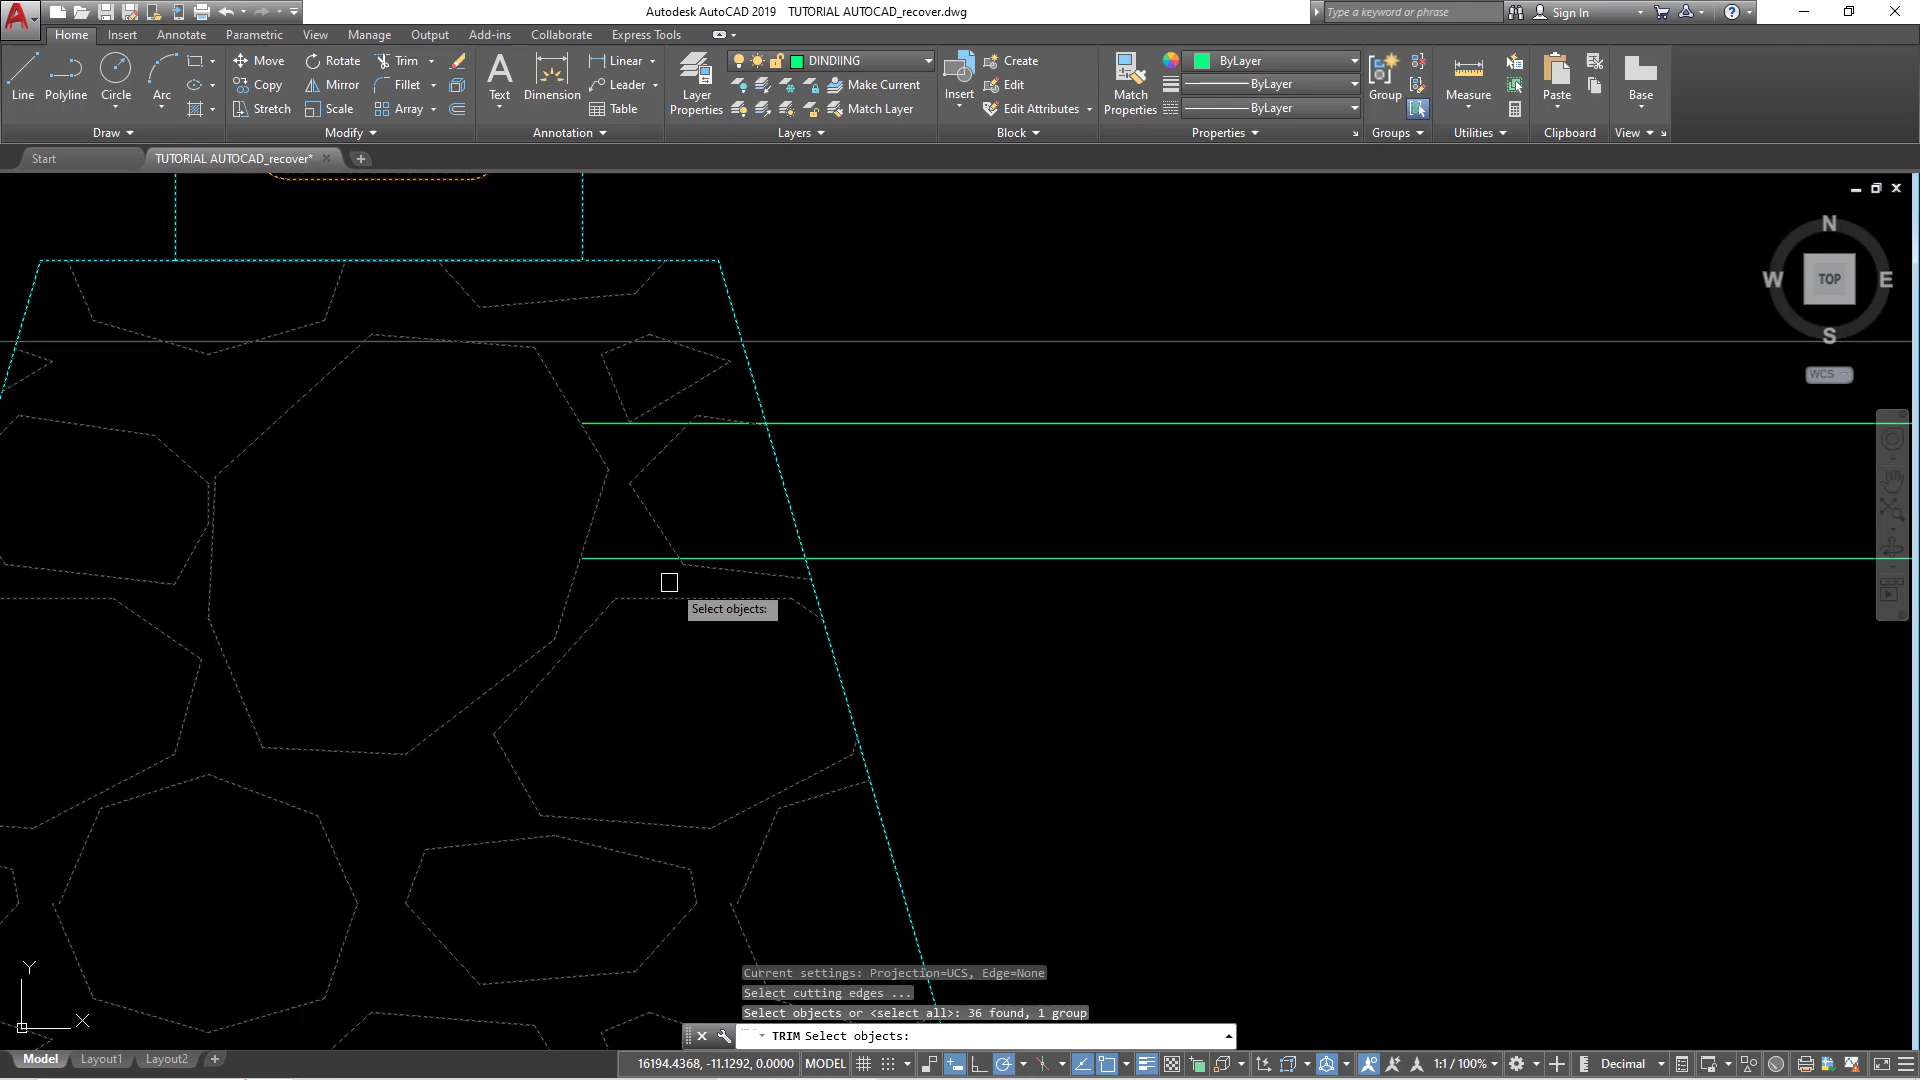 Autodesk AutoCAD 2019 TUTORIAL AUTOCAD_recover.dwg
Type a keyword or phrase
Sign In
Home Insert Annotate Parametric View Manage Output Add-ins Collaborate Express Tools
Line Polyline Circle Arc
Move Rotate Trim
Copy Mirror Fillet
Stretch Scale Array
Text Dimension
Linear
Leader
Table
Layer Properties
DINDIING
Make Current
Match Layer
Insert
Create
Edit
Edit Attributes
Match Properties
ByLayer
ByLayer
ByLayer
Group
Measure
Paste
Base
Draw Modify Annotation Layers Block Properties Groups Utilities Clipboard View
Start TUTORIAL AUTOCAD_recover*
N
W TOP E
S
WCS
Select objects:
Y
X
Current settings: Projection=UCS, Edge=None
Select cutting edges ...
Select objects or <select all>: 36 found, 1 group
TRIM Select objects:
Model Layout1 Layout2
16194.4368, -11.1292, 0.0000 MODEL 1:1 / 100% Decimal